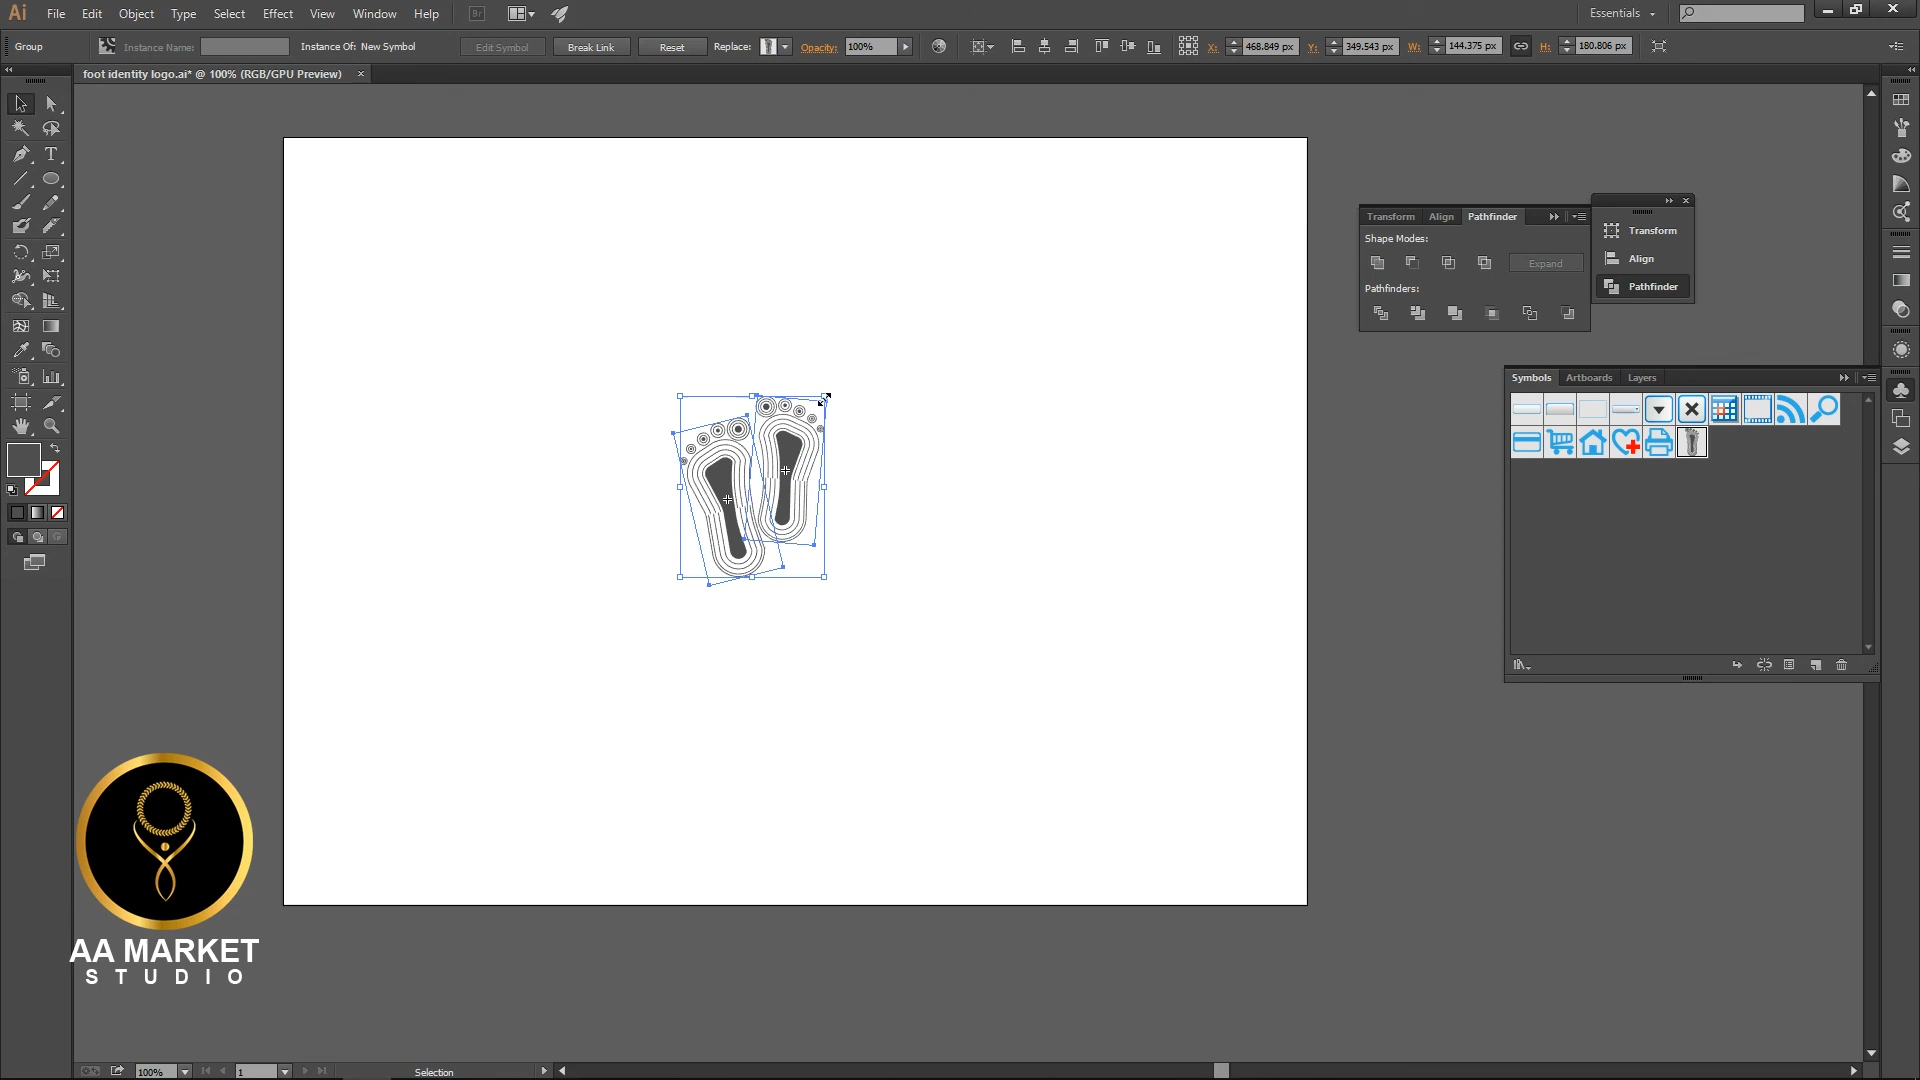 Ai File Edit Object Type Select Effect View Window Help Br Essentials
Group Instance Name: Instance Of: New Symbol Edit Symbol Break Link Reset Replace: Opacity: 100% X: 468.849 px Y: 349.543 px W: 144.375 px H: 180.806 px
foot identity logo.ai* @ 100% (RGB/GPU Preview) ×
Transform Align Pathfinder
Shape Modes:
Expand
Pathfinders:
Transform
Align
Pathfinder
Symbols Artboards Layers
AA MARKET
STUDIO
100% 1 Selection